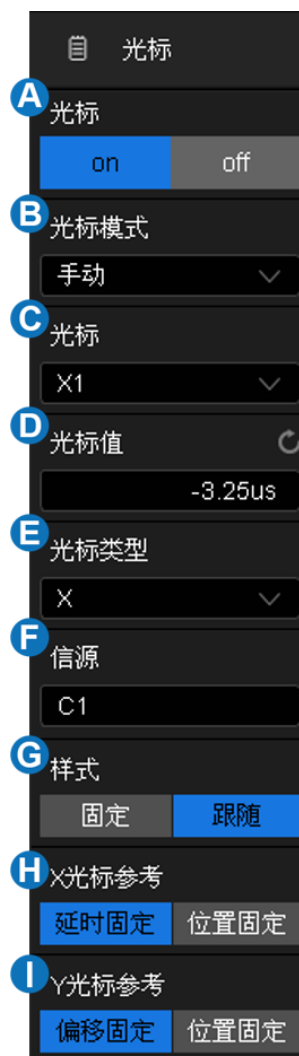 光标
A
光标
on off
B
光标模式
手动
C
光标
X1
D
光标值
-3.25us
E
光标类型
X
F
信源
C1
G
样式
固定 跟随
H
X光标参考
延时固定 位置固定
I
Y光标参考
偏移固定 位置固定